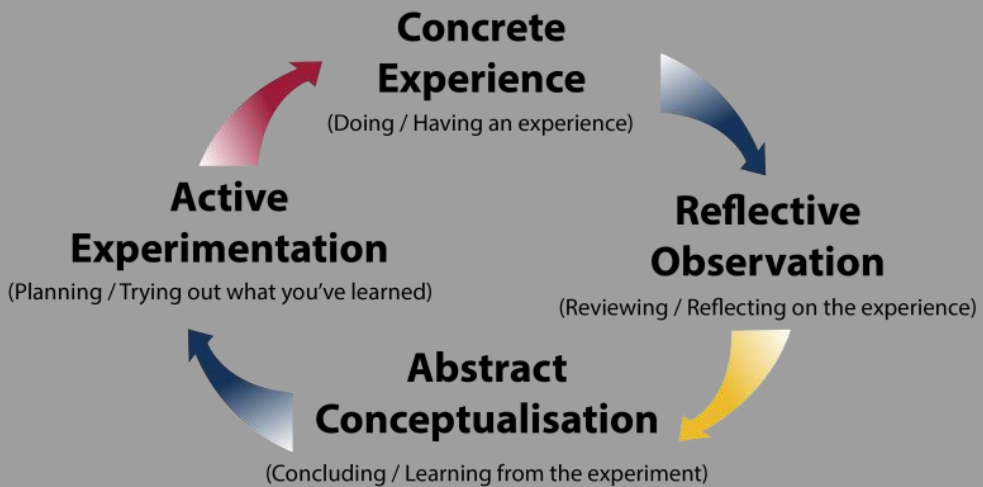 Concrete
Experience
(Doing / Having an experience)
Reflective
Observation
(Reviewing / Reflecting on the experience)
Abstract
Conceptualisation
(Concluding / Learning from the experiment)
Active
Experimentation
(Planning / Trying out what you've learned)